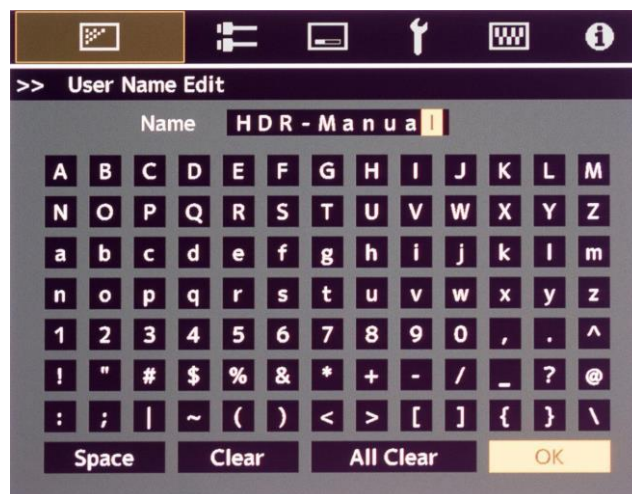 >> User Name Edit
Name HDR-Manual
A B C D E F G H I J K L M
N O P Q R S T U V W X Y Z
a b c d e f g h i j k l m
n o p q r s t u v w x y z
1 2 3 4 5 6 7 8 9 0 , . ^
! " # $ % & * + - / _ ? @
: ; | ~ ( ) < > [ ] { } \
Space Clear All Clear OK